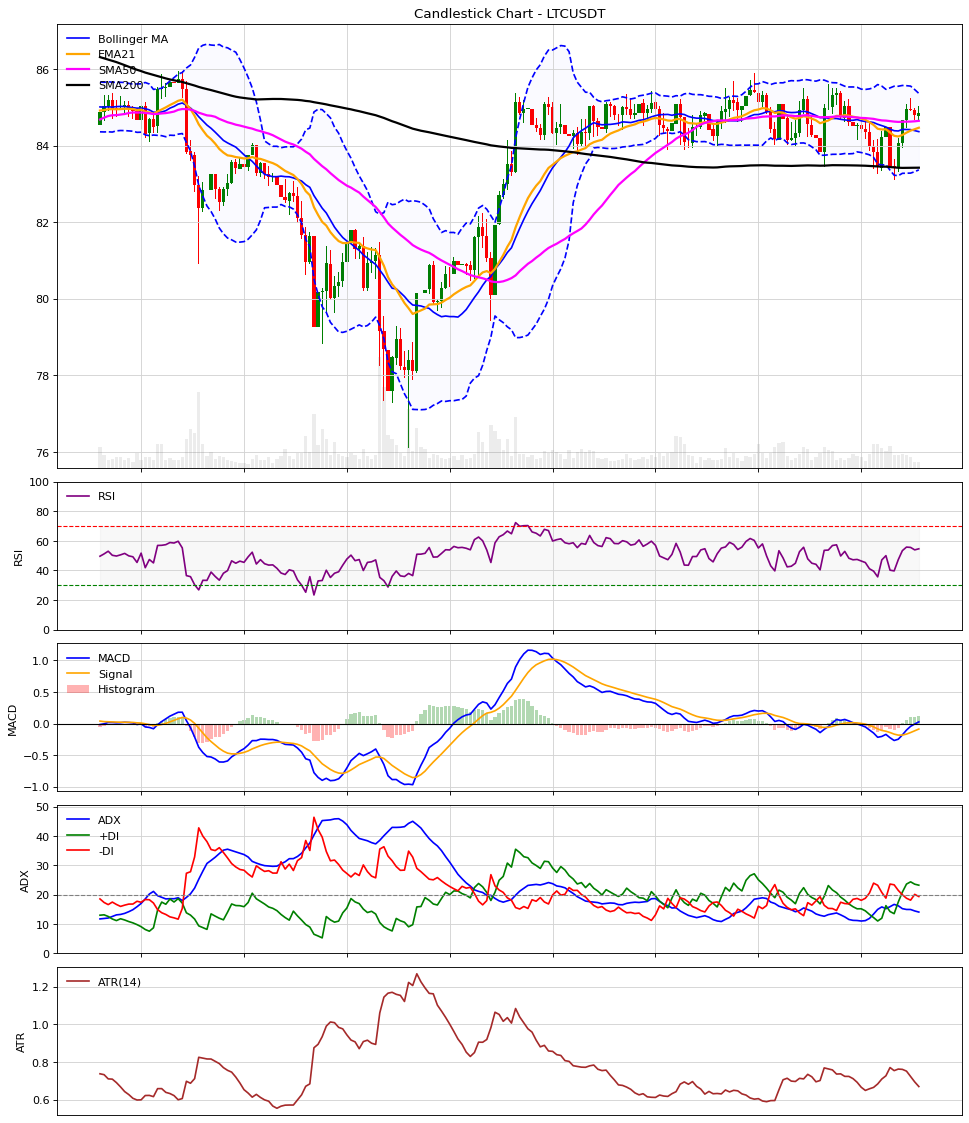 Candlestick Chart - LTCUSDT
Bollinger MA
EMA21
SMA50
SMA200
86
84
82
80
78
76
RSI
RSI
100
80
60
40
20
0
MACD
MACD
Signal
Histogram
1.0
0.5
0.0
−0.5
−1.0
ADX
ADX
+DI
-DI
50
40
30
20
10
0
ATR
ATR(14)
1.2
1.0
0.8
0.6